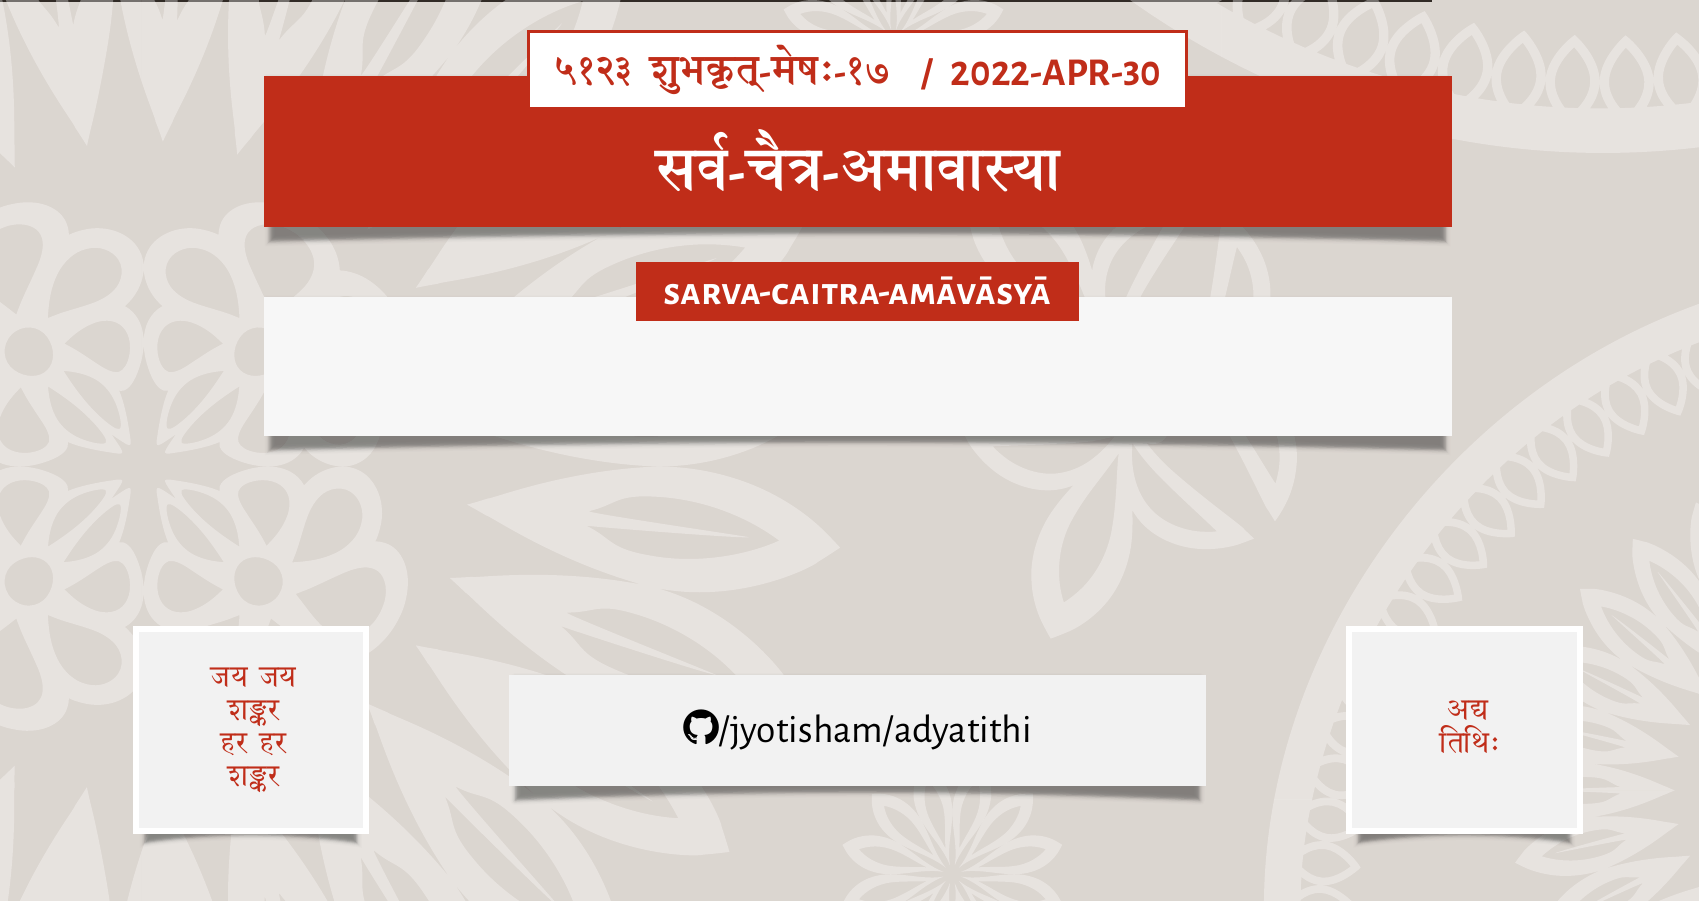 ५१२३ शुभकृत्-मेषः-१७ / 2022-APR-30
सर्व-चैत्र-अमावास्या
SARVA-CAITRA-AMĀVĀSYĀ
जय जय
शङ्कर
हर हर
शङ्कर
/jyotisham/adyatithi
अद्य
तिथिः